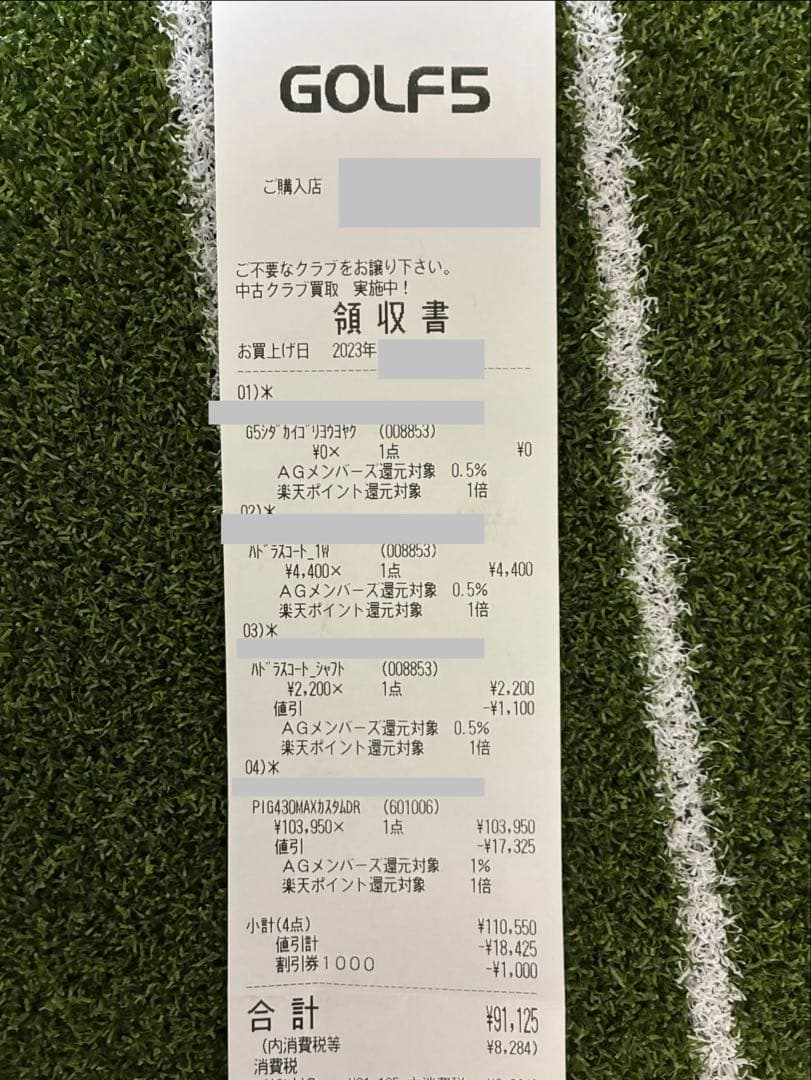 GOLF5
ご購入店
ご不要なクラブをお譲り下さい。
中古クラブ買取 実施中!
領収書
お買上げ日 2023年
01)*
G5ｼﾀﾞｶｲｺﾞﾘﾖｳﾖﾔｸ (008853)
¥0× 1点 ¥0
AGメンバーズ還元対象 0.5%
楽天ポイント還元対象 1倍
02)*
ﾊﾄﾞﾗｽｺｰﾄ_1W (008853)
¥4,400× 1点 ¥4,400
AGメンバーズ還元対象 0.5%
楽天ポイント還元対象 1倍
03)*
ﾊﾄﾞﾗｽｺｰﾄ_ｼｬﾌﾄ (008853)
¥2,200× 1点 ¥2,200
値引 -¥1,100
AGメンバーズ還元対象 0.5%
楽天ポイント還元対象 1倍
04)*
PIG430MAXｶｽﾀﾑDR (601006)
¥103,950× 1点 ¥103,950
値引 -¥17,325
AGメンバーズ還元対象 1%
楽天ポイント還元対象 1倍
小計(4点) ¥110,550
値引計 -¥18,425
割引券1000 -¥1,000
合計 ¥91,125
(内消費税等 ¥8,284)
消費税